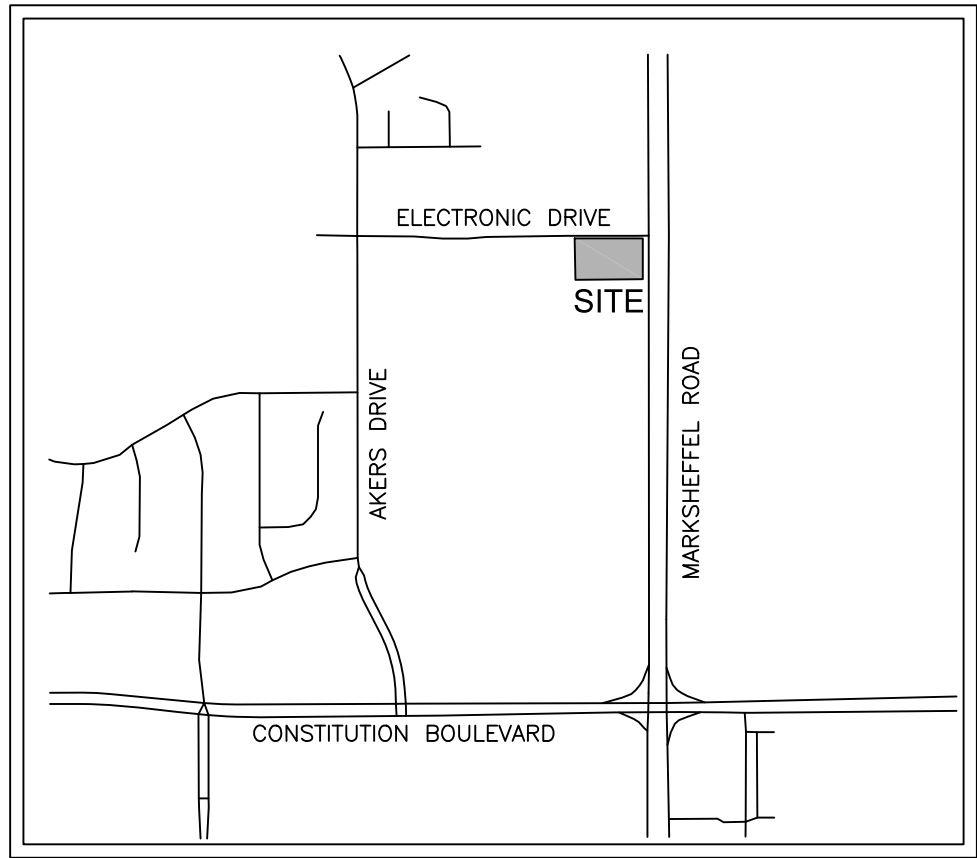 ELECTRONIC DRIVE
SITE
AKERS DRIVE
MARKSHEFFEL ROAD
CONSTITUTION BOULEVARD